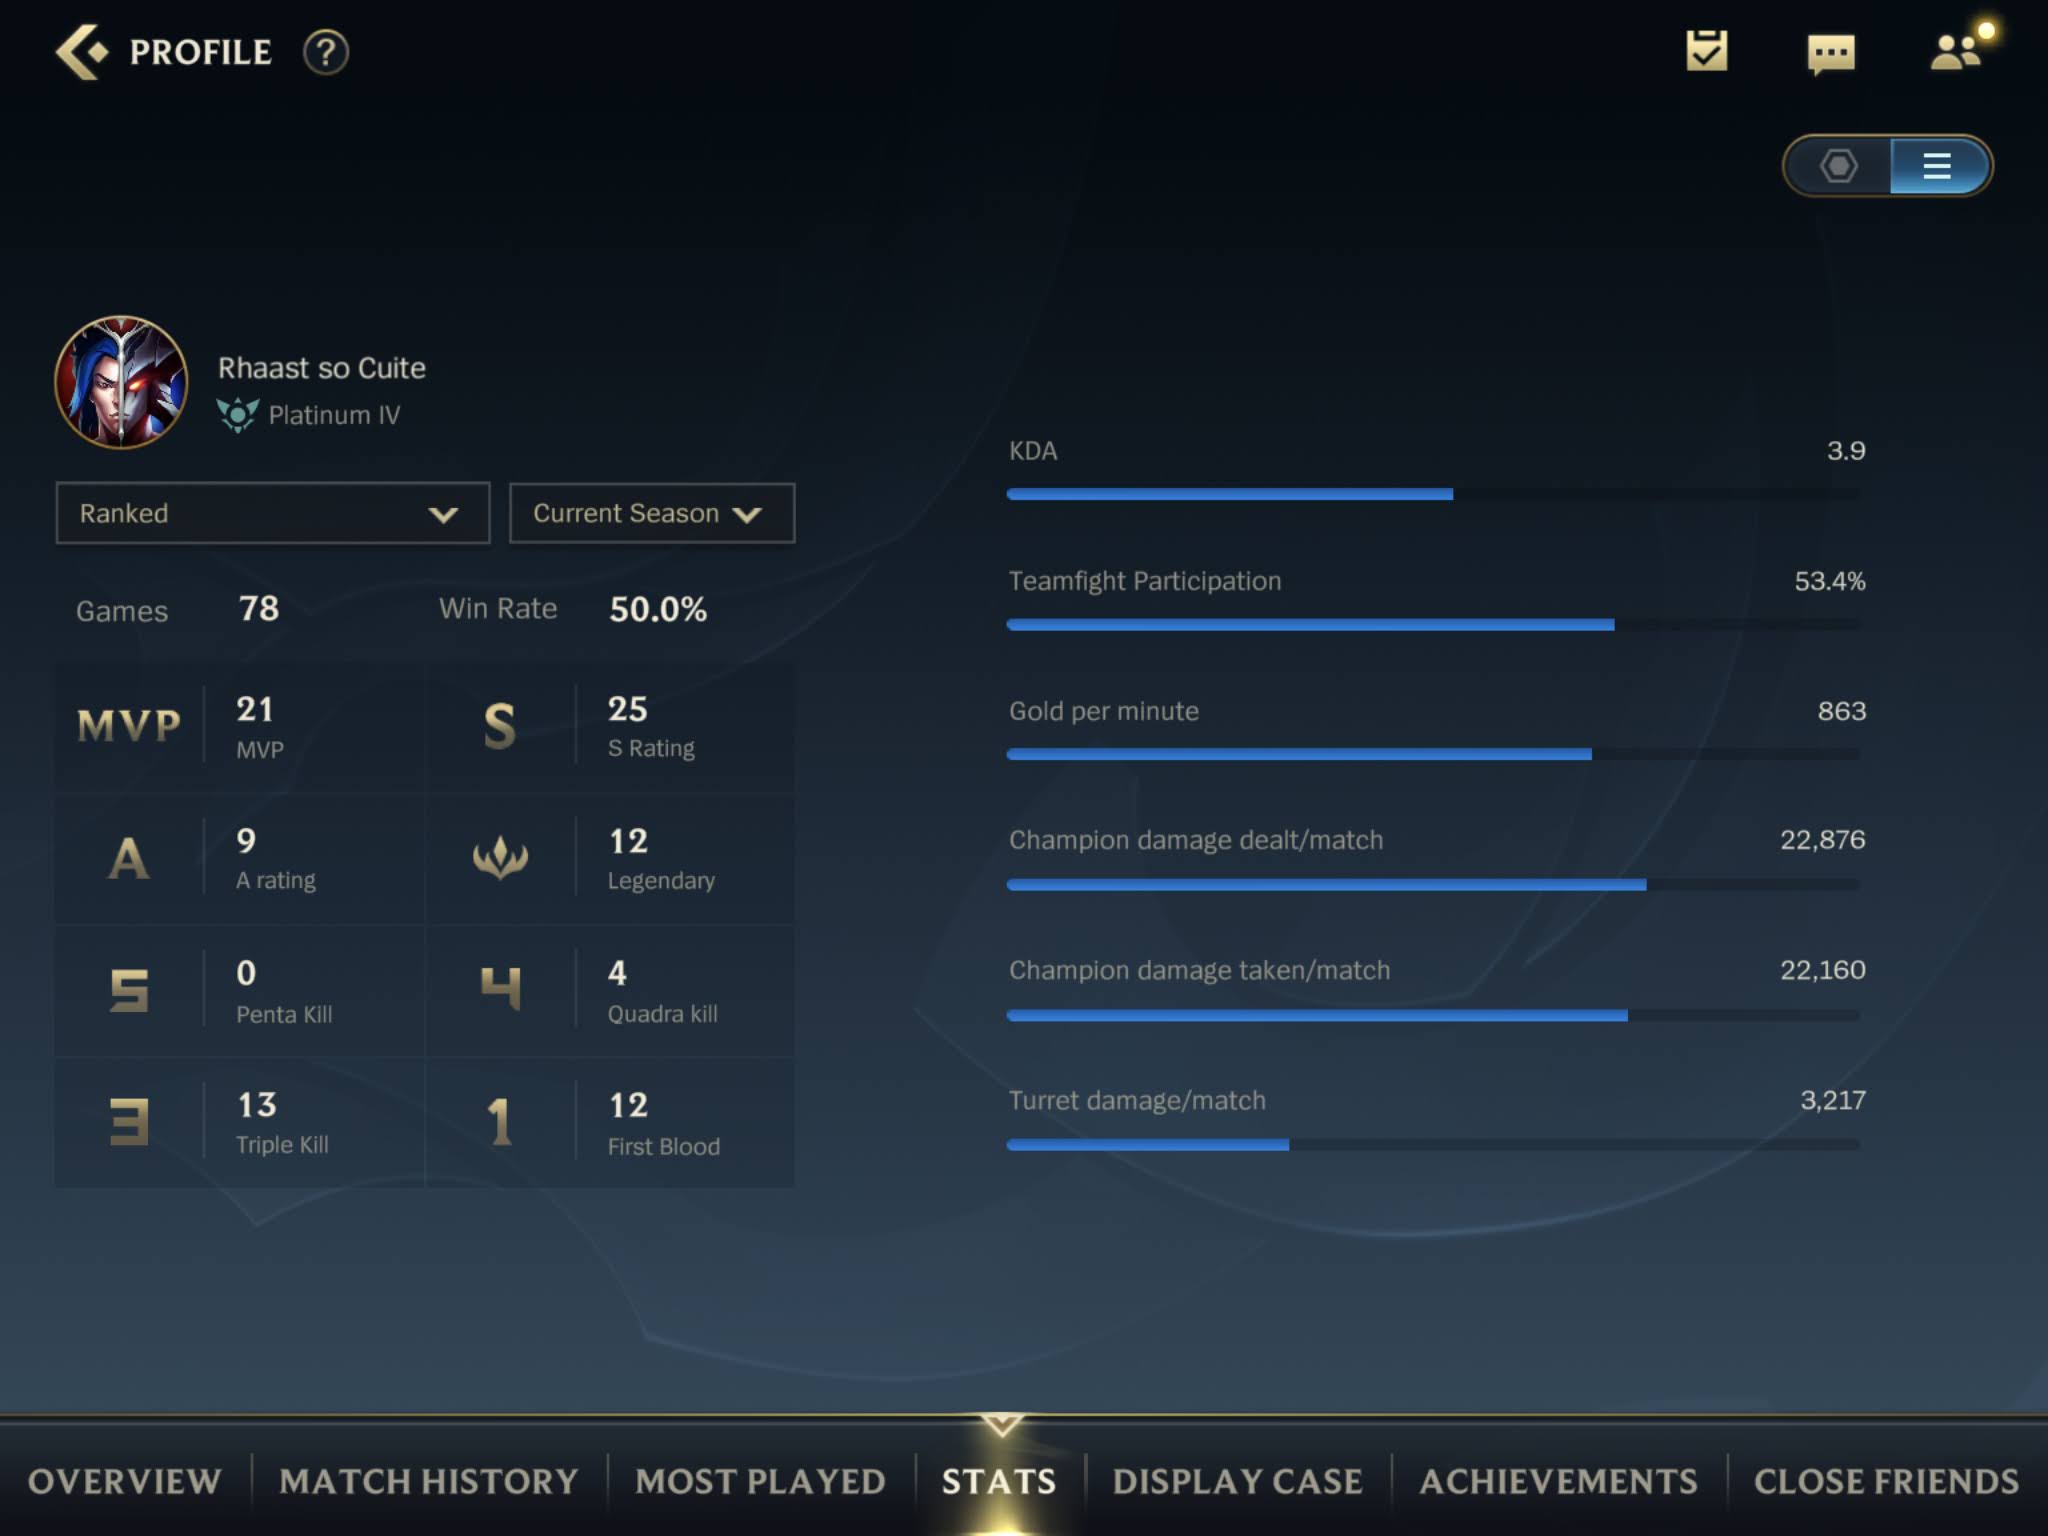 PROFILE ?
Rhaast so Cuite
Platinum IV
Ranked
Current Season
Games 78
Win Rate 50.0%
MVP 21
MVP
S 25
S Rating
A 9
A rating
12
Legendary
5 0
Penta Kill
4 4
Quadra kill
3 13
Triple Kill
1 12
First Blood
KDA 3.9
Teamfight Participation 53.4%
Gold per minute 863
Champion damage dealt/match 22,876
Champion damage taken/match 22,160
Turret damage/match 3,217
OVERVIEW
MATCH HISTORY
MOST PLAYED
STATS
DISPLAY CASE
ACHIEVEMENTS
CLOSE FRIENDS